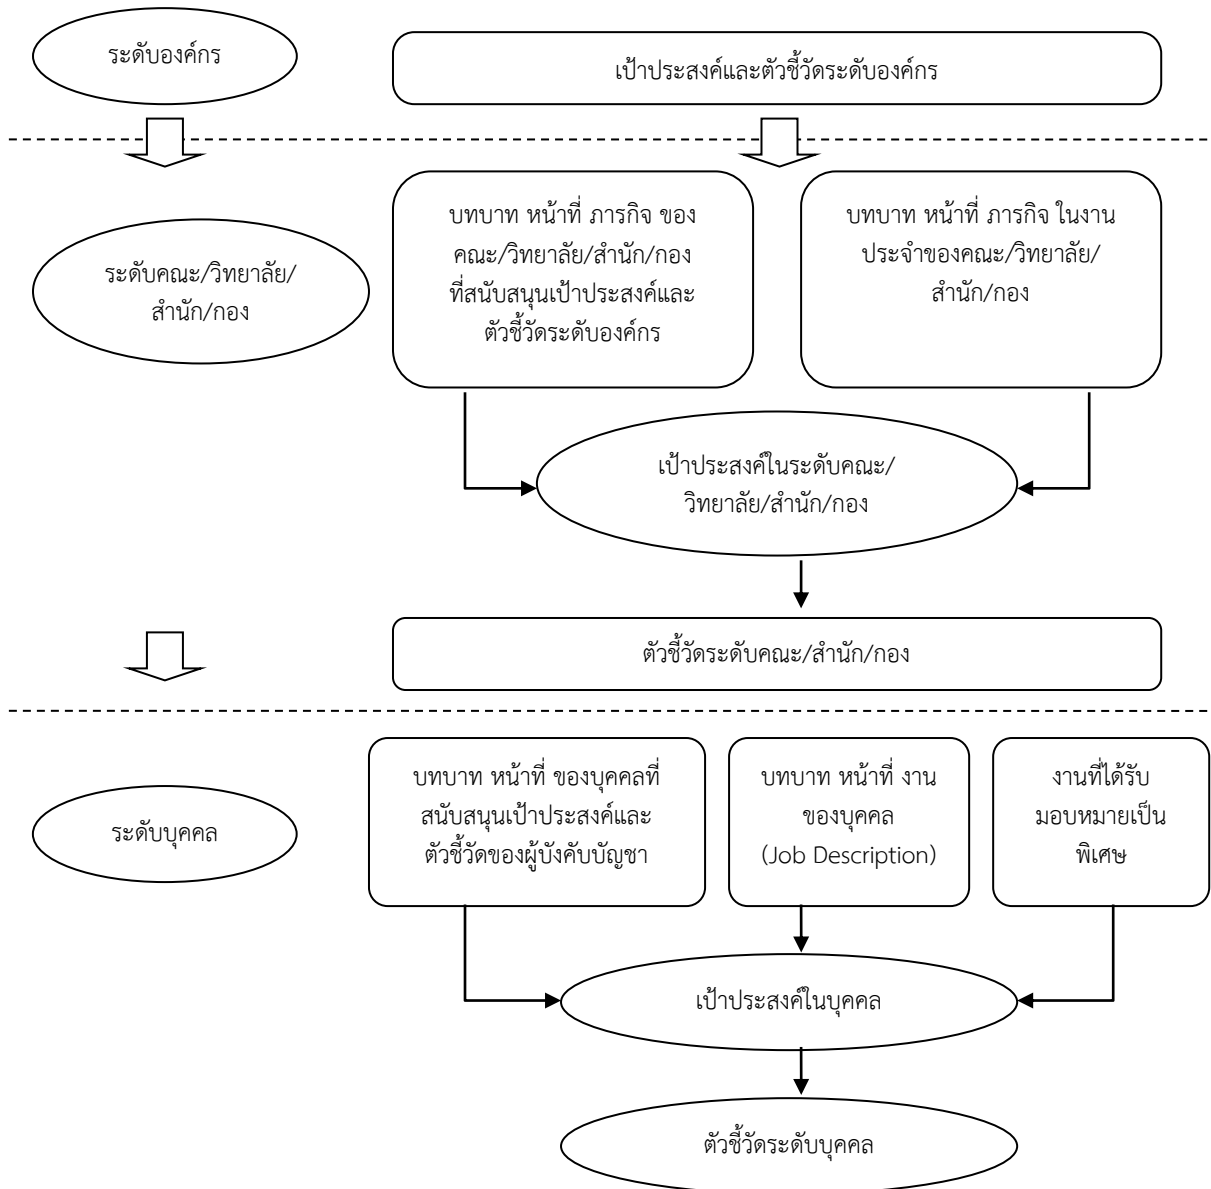 ระดับองค์กร
เป้าประสงค์และตัวชี้วัดระดับองค์กร
ระดับคณะ/วิทยาลัย/
สำนัก/กอง
บทบาท หน้าที่ ภารกิจ ของ
คณะ/วิทยาลัย/สำนัก/กอง
ที่สนับสนุนเป้าประสงค์และ
ตัวชี้วัดระดับองค์กร
บทบาท หน้าที่ ภารกิจ ในงาน
ประจำของคณะ/วิทยาลัย/
สำนัก/กอง
เป้าประสงค์ในระดับคณะ/
วิทยาลัย/สำนัก/กอง
ตัวชี้วัดระดับคณะ/สำนัก/กอง
ระดับบุคคล
บทบาท หน้าที่ ของบุคคลที่
สนับสนุนเป้าประสงค์และ
ตัวชี้วัดของผู้บังคับบัญชา
บทบาท หน้าที่ งาน
ของบุคคล
(Job Description)
งานที่ได้รับ
มอบหมายเป็น
พิเศษ
เป้าประสงค์ในบุคคล
ตัวชี้วัดระดับบุคคล